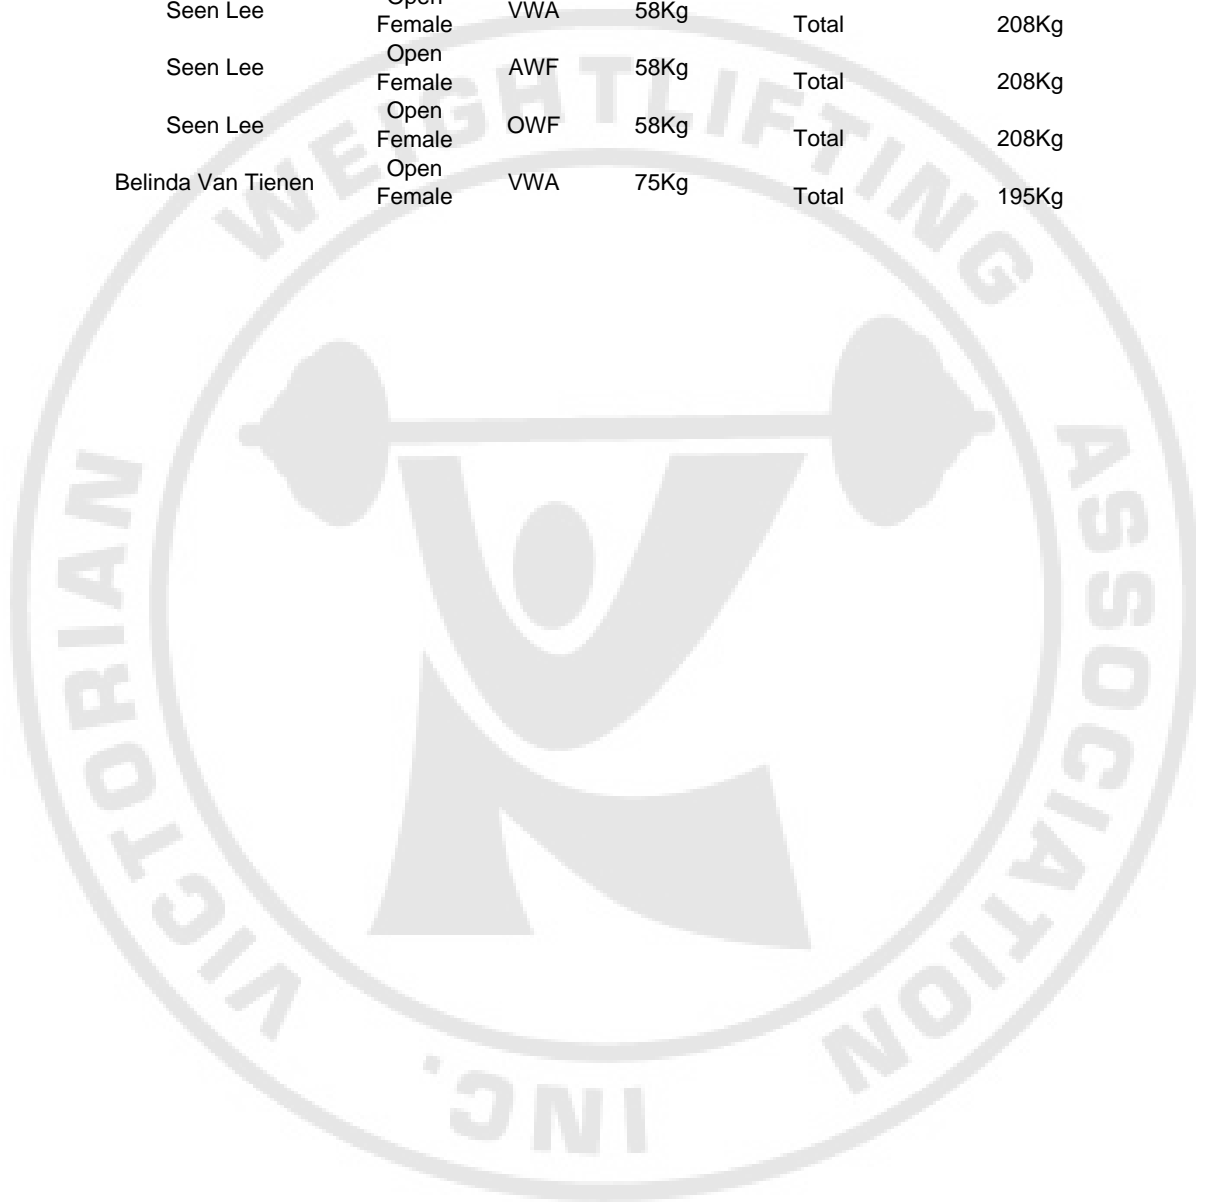 Seen Lee Open Female VWA 58Kg Total 208Kg
Seen Lee Open Female AWF 58Kg Total 208Kg
Seen Lee Open Female OWF 58Kg Total 208Kg
Belinda Van Tienen Open Female VWA 75Kg Total 195Kg
VICTORIAN WEIGHTLIFTING ASSOCIATION INC.